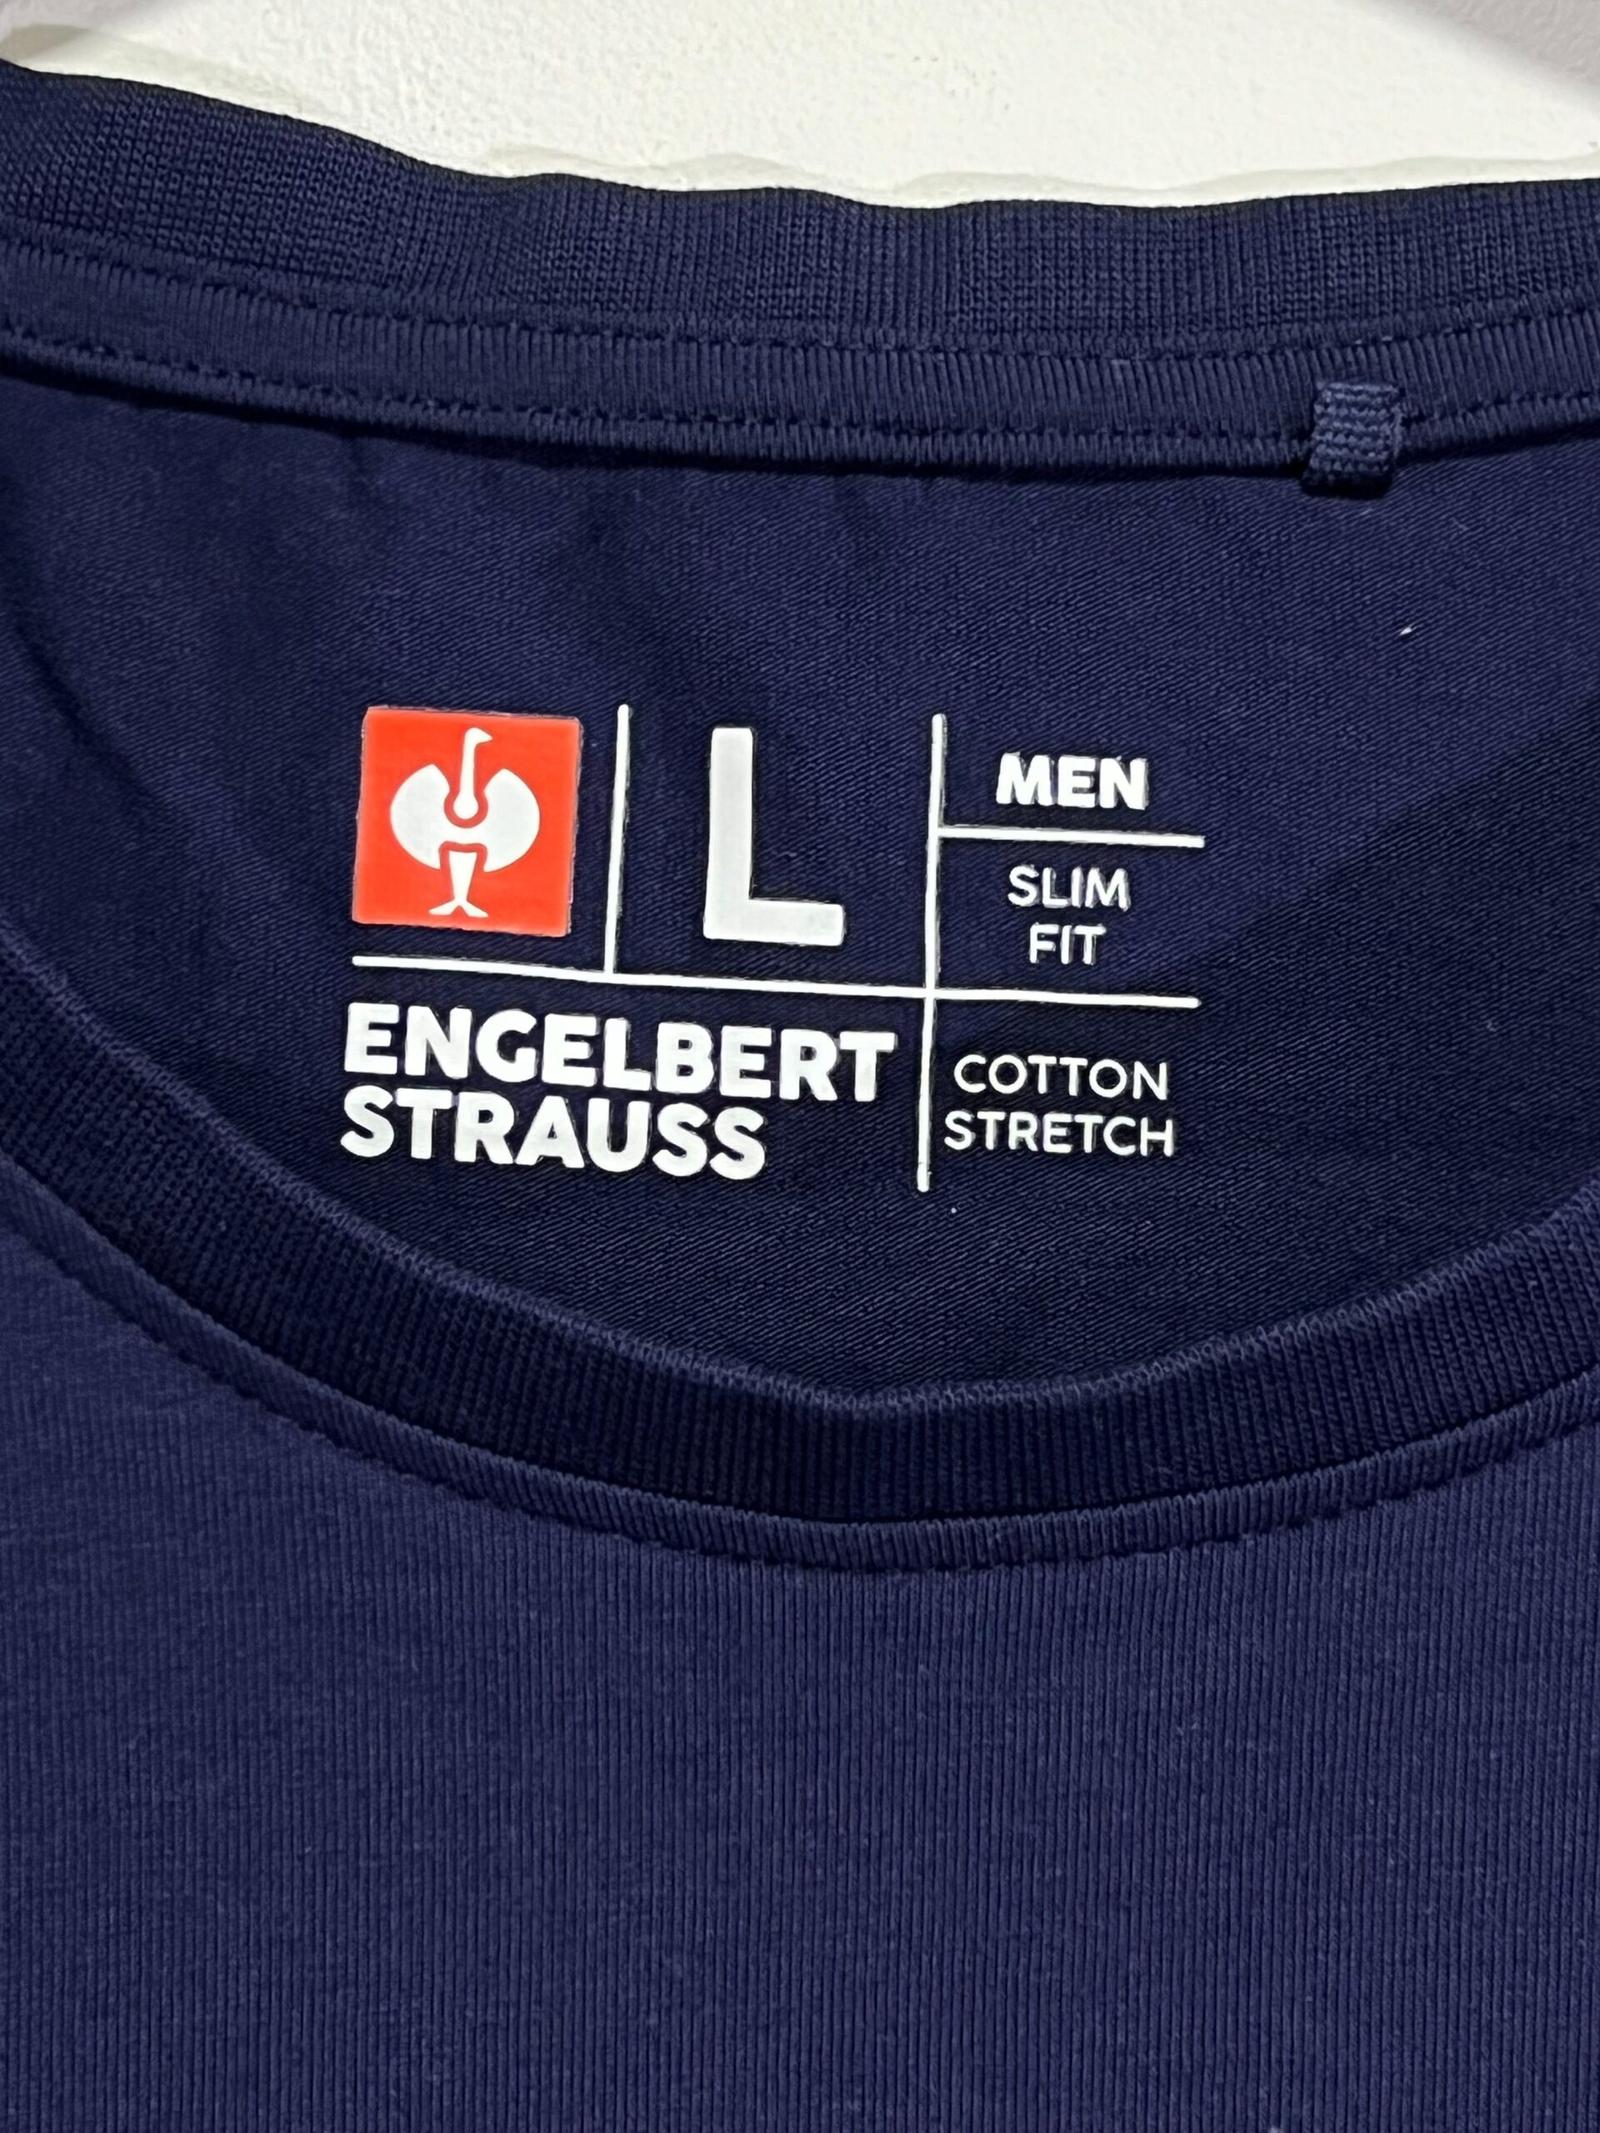 L
MEN
SLIM
FIT
ENGELBERT
STRAUSS
COTTON
STRETCH